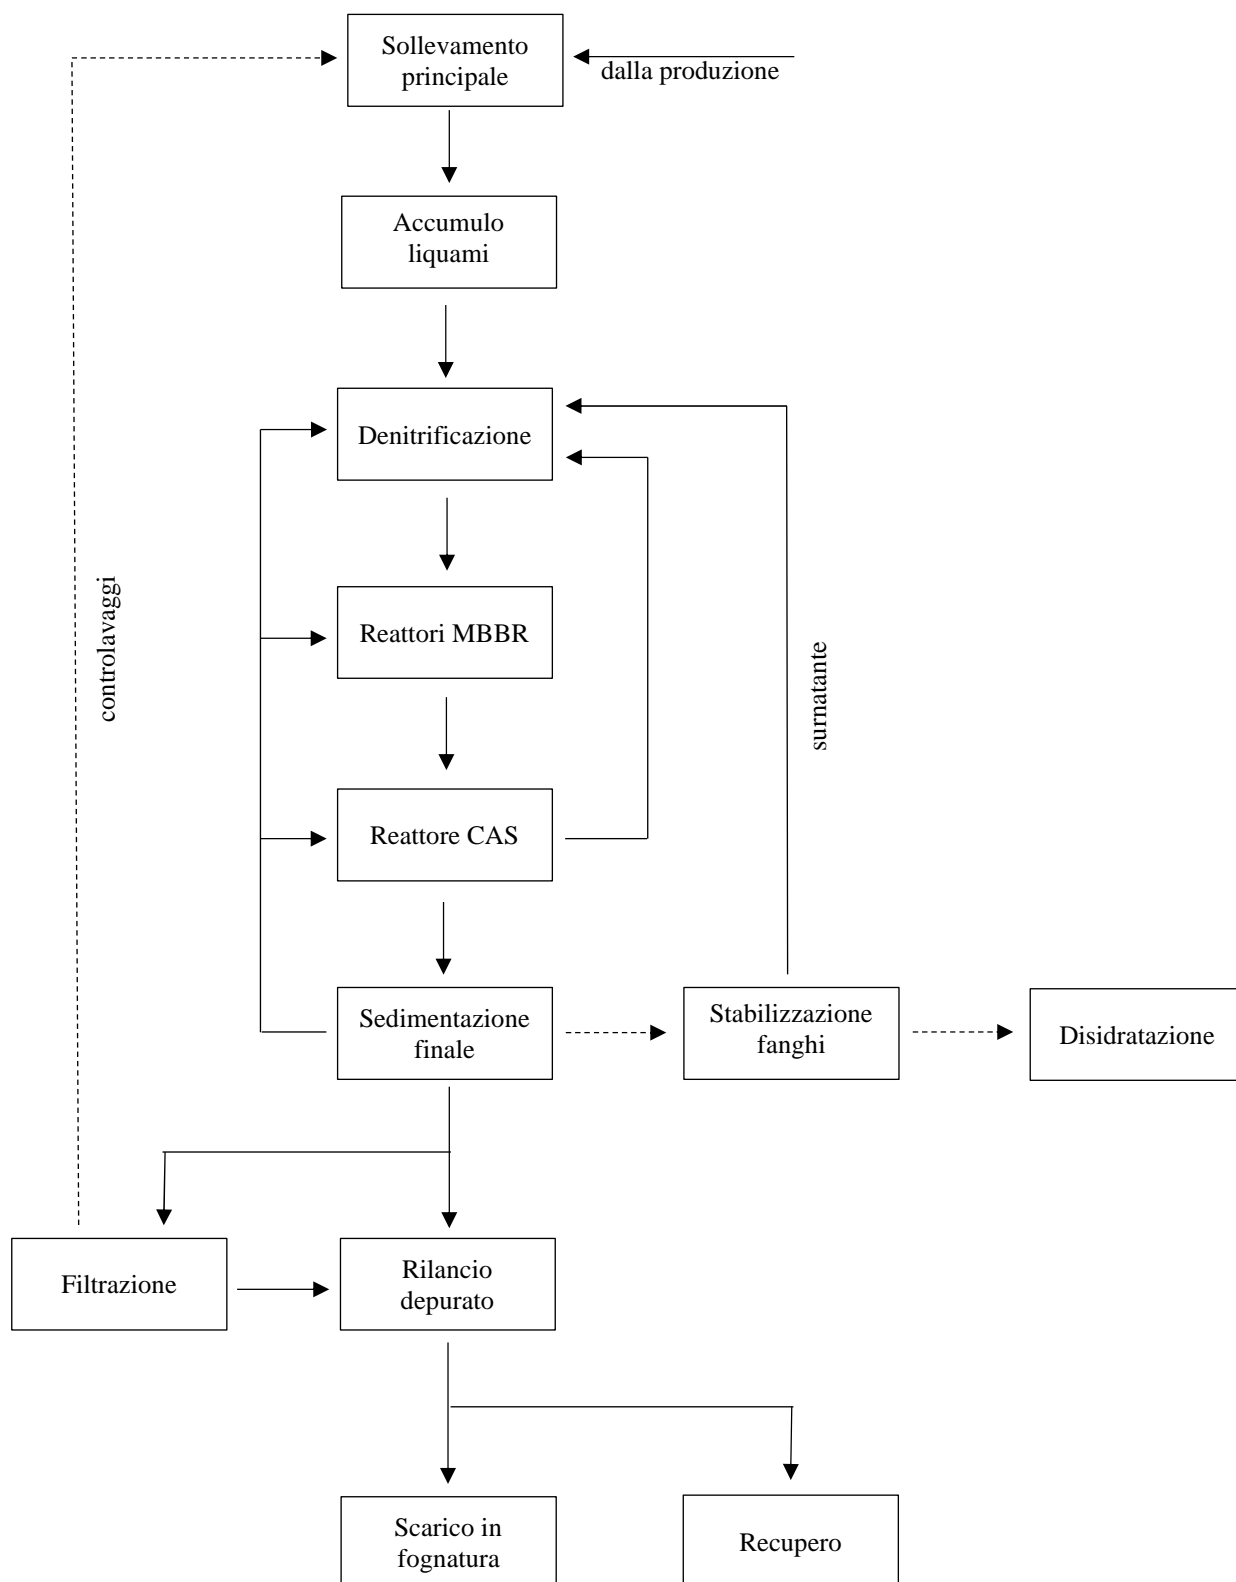 Sollevamento
principale
dalla produzione
Accumulo
liquami
Denitrificazione
controlavaggi
Reattori MBBR
surnatante
Reattore CAS
Sedimentazione
finale
Stabilizzazione
fanghi
Disidratazione
Filtrazione
Rilancio
depurato
Scarico in
fognatura
Recupero